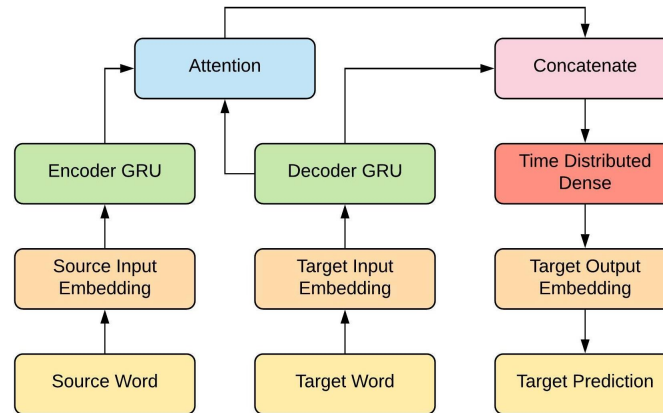 Attention
Concatenate
Encoder GRU
Decoder GRU
Time Distributed
Dense
Source Input
Embedding
Target Input
Embedding
Target Output
Embedding
Source Word
Target Word
Target Prediction